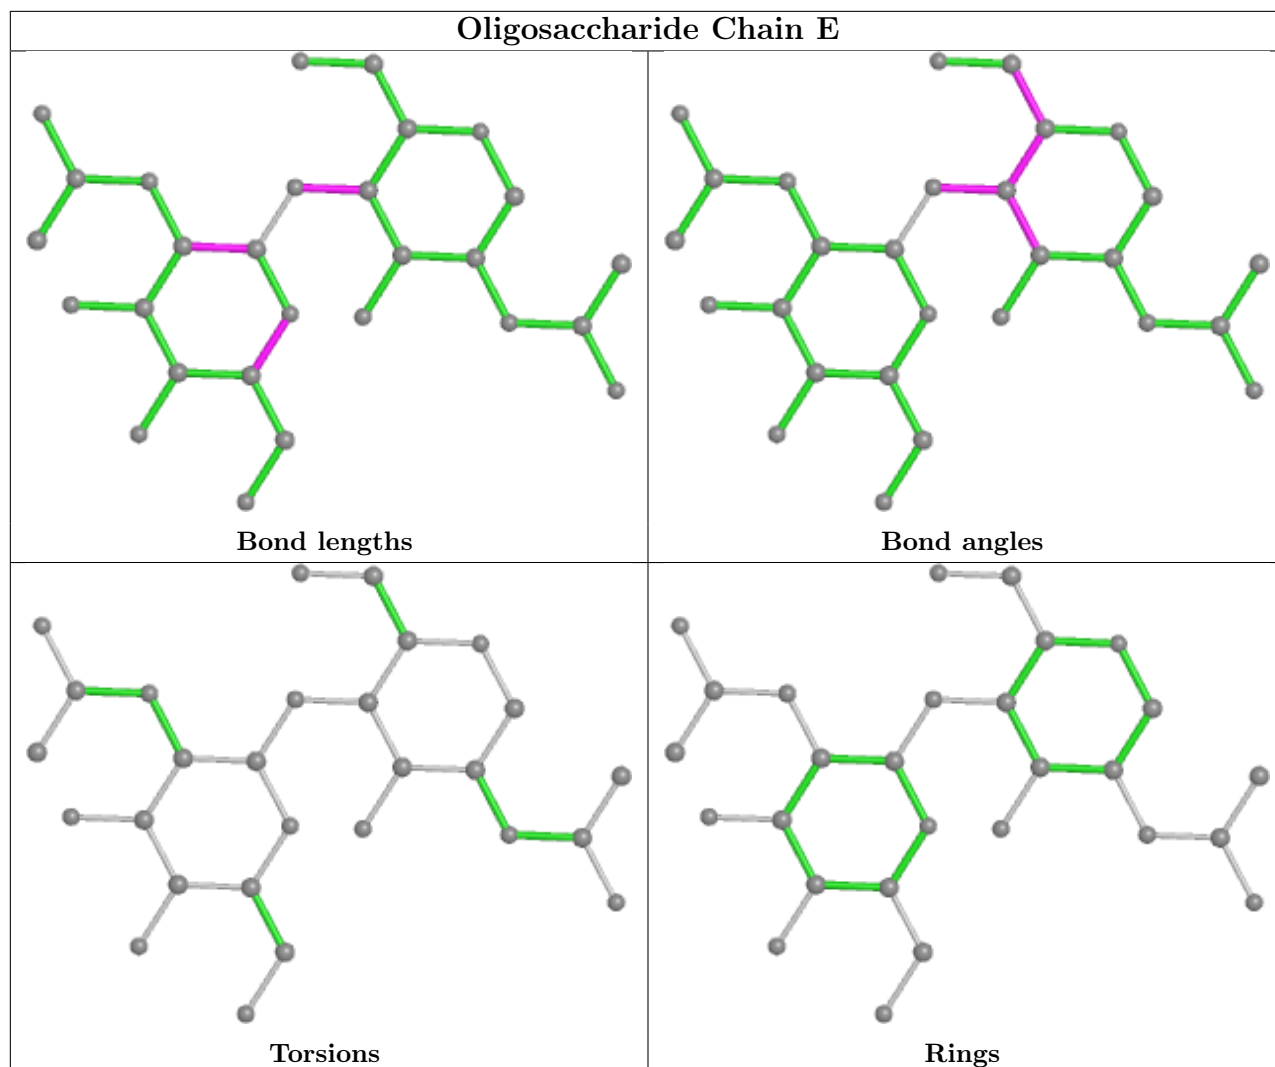 Oligosaccharide Chain E
Bond lengths
Bond angles
Torsions
Rings